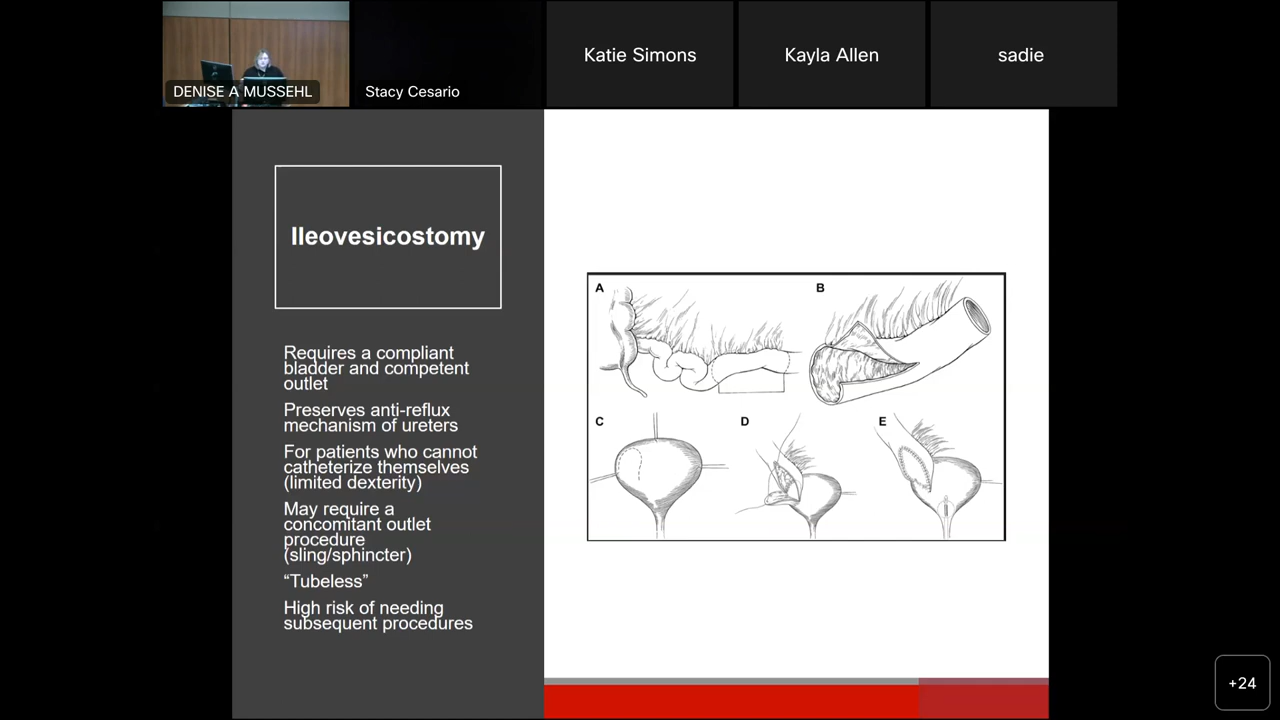 DENISE A MUSSEHL
Stacy Cesario
Katie Simons
Kayla Allen
sadie
Ileovesicostomy
Requires a compliant
bladder and competent
outlet
Preserves anti-reflux
mechanism of ureters
For patients who cannot
catheterize themselves
(limited dexterity)
May require a
concomitant outlet
procedure
(sling/sphincter)
“Tubeless”
High risk of needing
subsequent procedures
A
B
C
D
E
+24